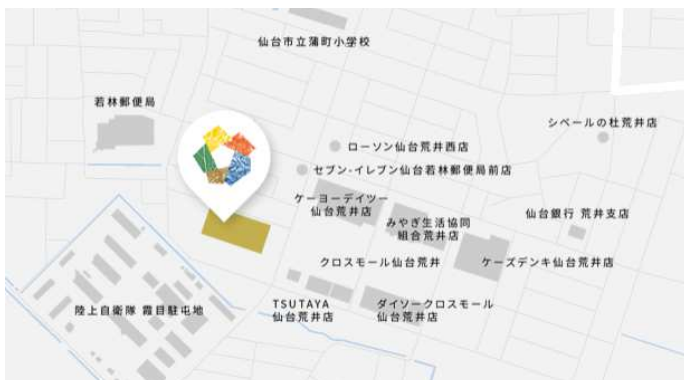 仙台市立蒲町小学校
若林郵便局
シベールの杜荒井店
ローソン仙台荒井西店
セブン-イレブン仙台若林郵便局前店
ケーヨーデイツー
仙台荒井店
みやぎ生活協同
組合荒井店
仙台銀行 荒井支店
クロスモール仙台荒井
ケーズデンキ仙台荒井店
陸上自衛隊 霞目駐屯地
TSUTAYA
仙台荒井店
ダイソークロスモール
仙台荒井店